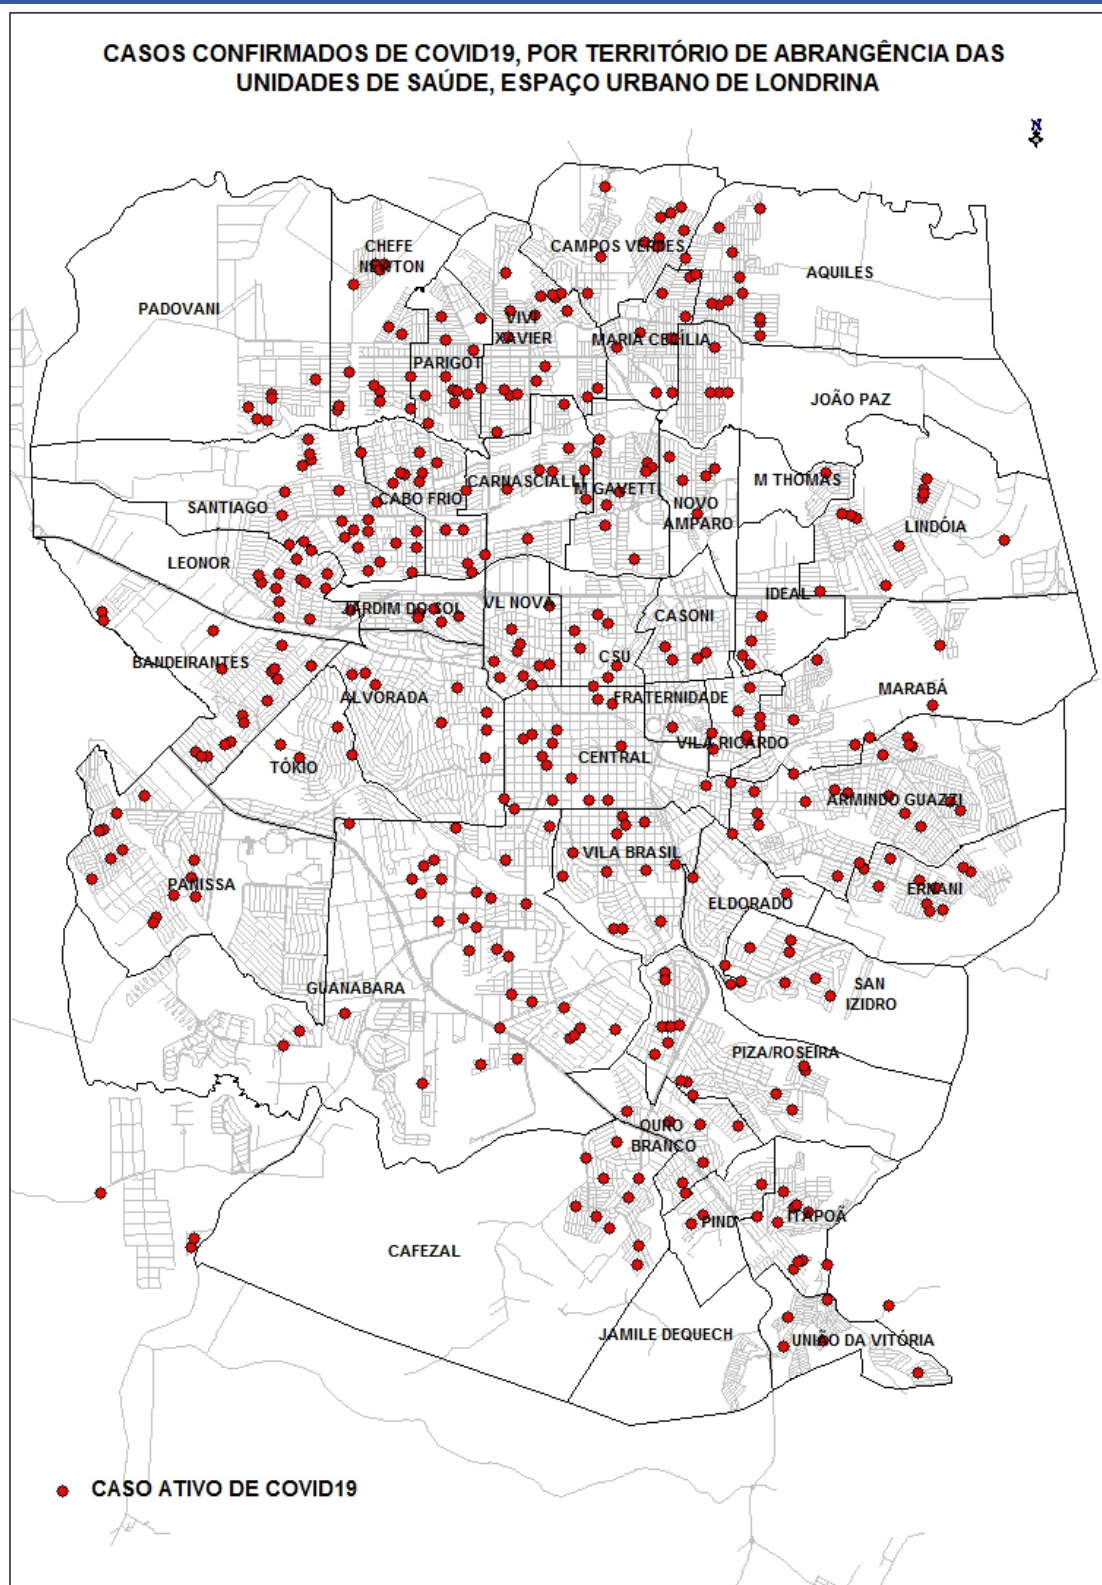 CASOS CONFIRMADOS DE COVID19, POR TERRITÓRIO DE ABRANGÊNCIA DAS
UNIDADES DE SAÚDE, ESPAÇO URBANO DE LONDRINA
N
CHEFE
NEWTON
CAMPOS VERDES
AQUILES
PADOVANI
VIVI
XAVIER
MARIA CECILIA
PARIGOT
JOÃO PAZ
CARNASCIALLI
M THOMAS
M GAVETTI
CABO FRIO
SANTIAGO
NOVO
AMPARO
LINDÓIA
LEONOR
IDEAL
JARDIM DO SOL
VL NOVA
CASONI
CSU
BANDEIRANTES
ALVORADA
FRATERNIDADE
MARABÁ
VILA RICARDO
CENTRAL
TÓKIO
ARMINDO GUAZZI
VILA BRASIL
PANISSA
ERNANI
ELDORADO
GUANABARA
SAN
IZIDRO
PIZA/ROSEIRA
OURO
BRANCO
PIND
ITAPOÃ
CAFEZAL
JAMILE DEQUECH
UNIÃO DA VITÓRIA
CASO ATIVO DE COVID19